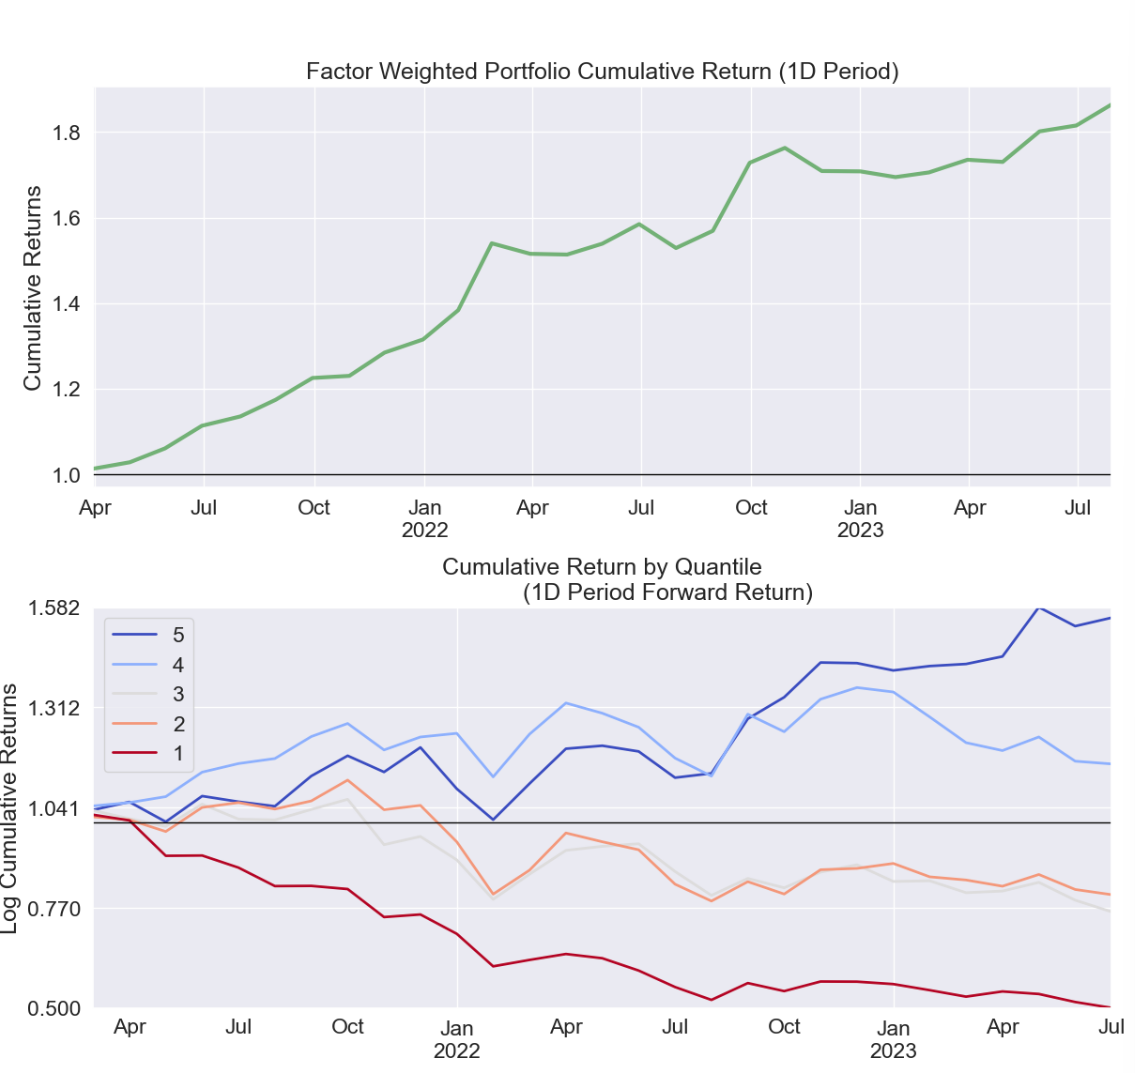 Factor Weighted Portfolio Cumulative Return (1D Period)
Cumulative Returns
1.8
1.6
1.4
1.2
1.0
Apr Jul Oct Jan Apr Jul Oct Jan Apr Jul
2022 2023
Cumulative Return by Quantile
(1D Period Forward Return)
Log Cumulative Returns
1.582
1.312
1.041
0.770
0.500
5
4
3
2
1
Apr Jul Oct Jan Apr Jul Oct Jan Apr Jul
2022 2023